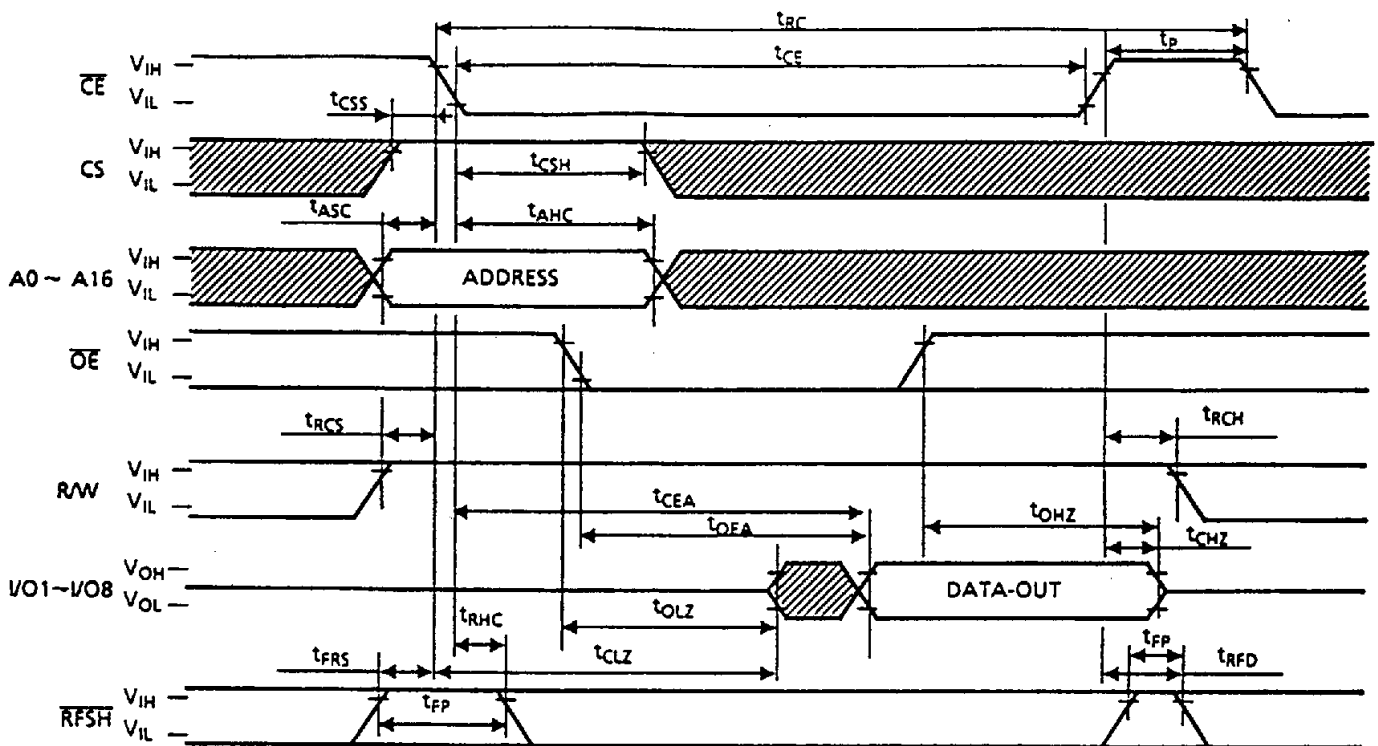 tRC
tP
tCE
CE
VIH
VIL
tCSS
CS
VIH
VIL
tCSH
tASC
tAHC
A0 ~ A16
VIH
VIL
ADDRESS
OE
VIH
VIL
tRCS
tRCH
R/W
VIH
VIL
tCEA
tOEA
tOHZ
tCHZ
I/O1~I/O8
VOH
VOL
DATA-OUT
tRHC
tOLZ
tFRS
tCLZ
tFP
tRFD
RFSH
VIH
VIL
tFP